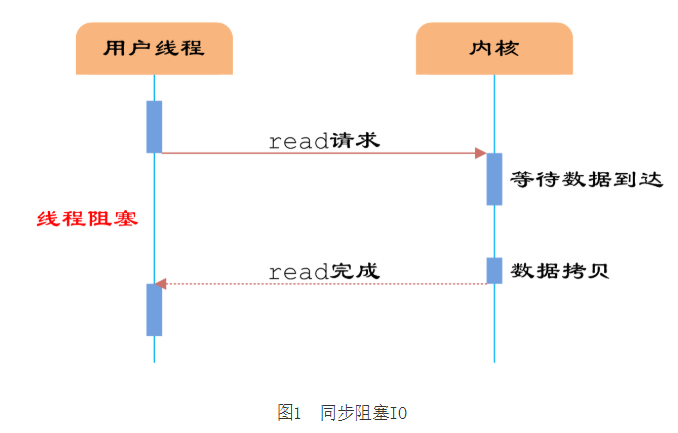 用户线程
内核
read请求
等待数据到达
线程阻塞
read完成
数据拷贝
图1 同步阻塞IO